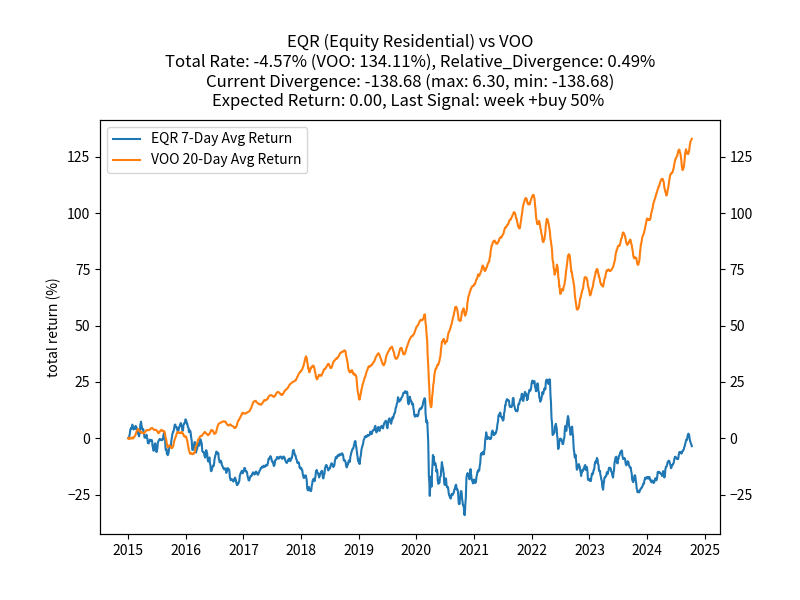 EQR (Equity Residential) vs VOO
Total Rate: -4.57% (VOO: 134.11%), Relative_Divergence: 0.49%
Current Divergence: -138.68 (max: 6.30, min: -138.68)
Expected Return: 0.00, Last Signal: week +buy 50%
EQR 7-Day Avg Return
VOO 20-Day Avg Return
total return (%)
125
100
75
50
25
0
−25
125
100
75
50
25
0
−25
2015 2016 2017 2018 2019 2020 2021 2022 2023 2024 2025